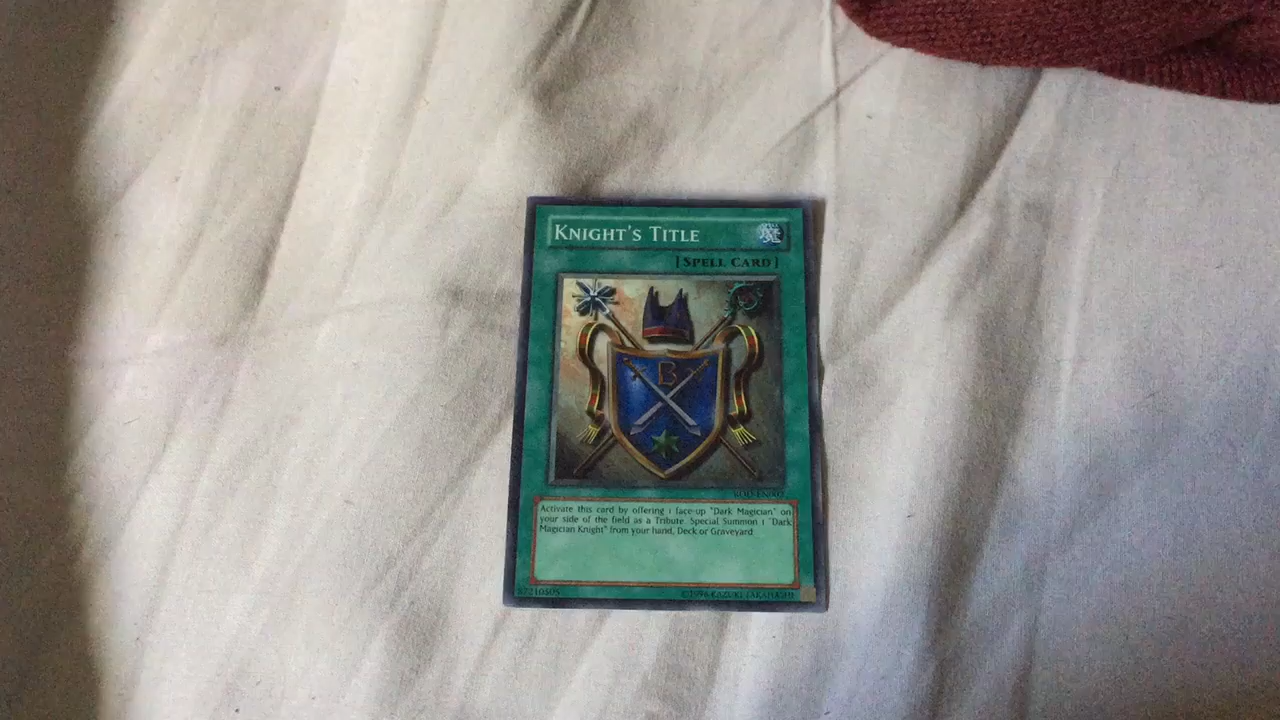 KNIGHT'S TITLE
[SPELL CARD]
B
ROD-EN002
Activate this card by offering 1 face-up "Dark Magician" on
your side of the field as a Tribute. Special Summon 1 "Dark
Magician Knight" from your hand, Deck or Graveyard.
87210505
©1996 KAZUKI TAKAHASHI